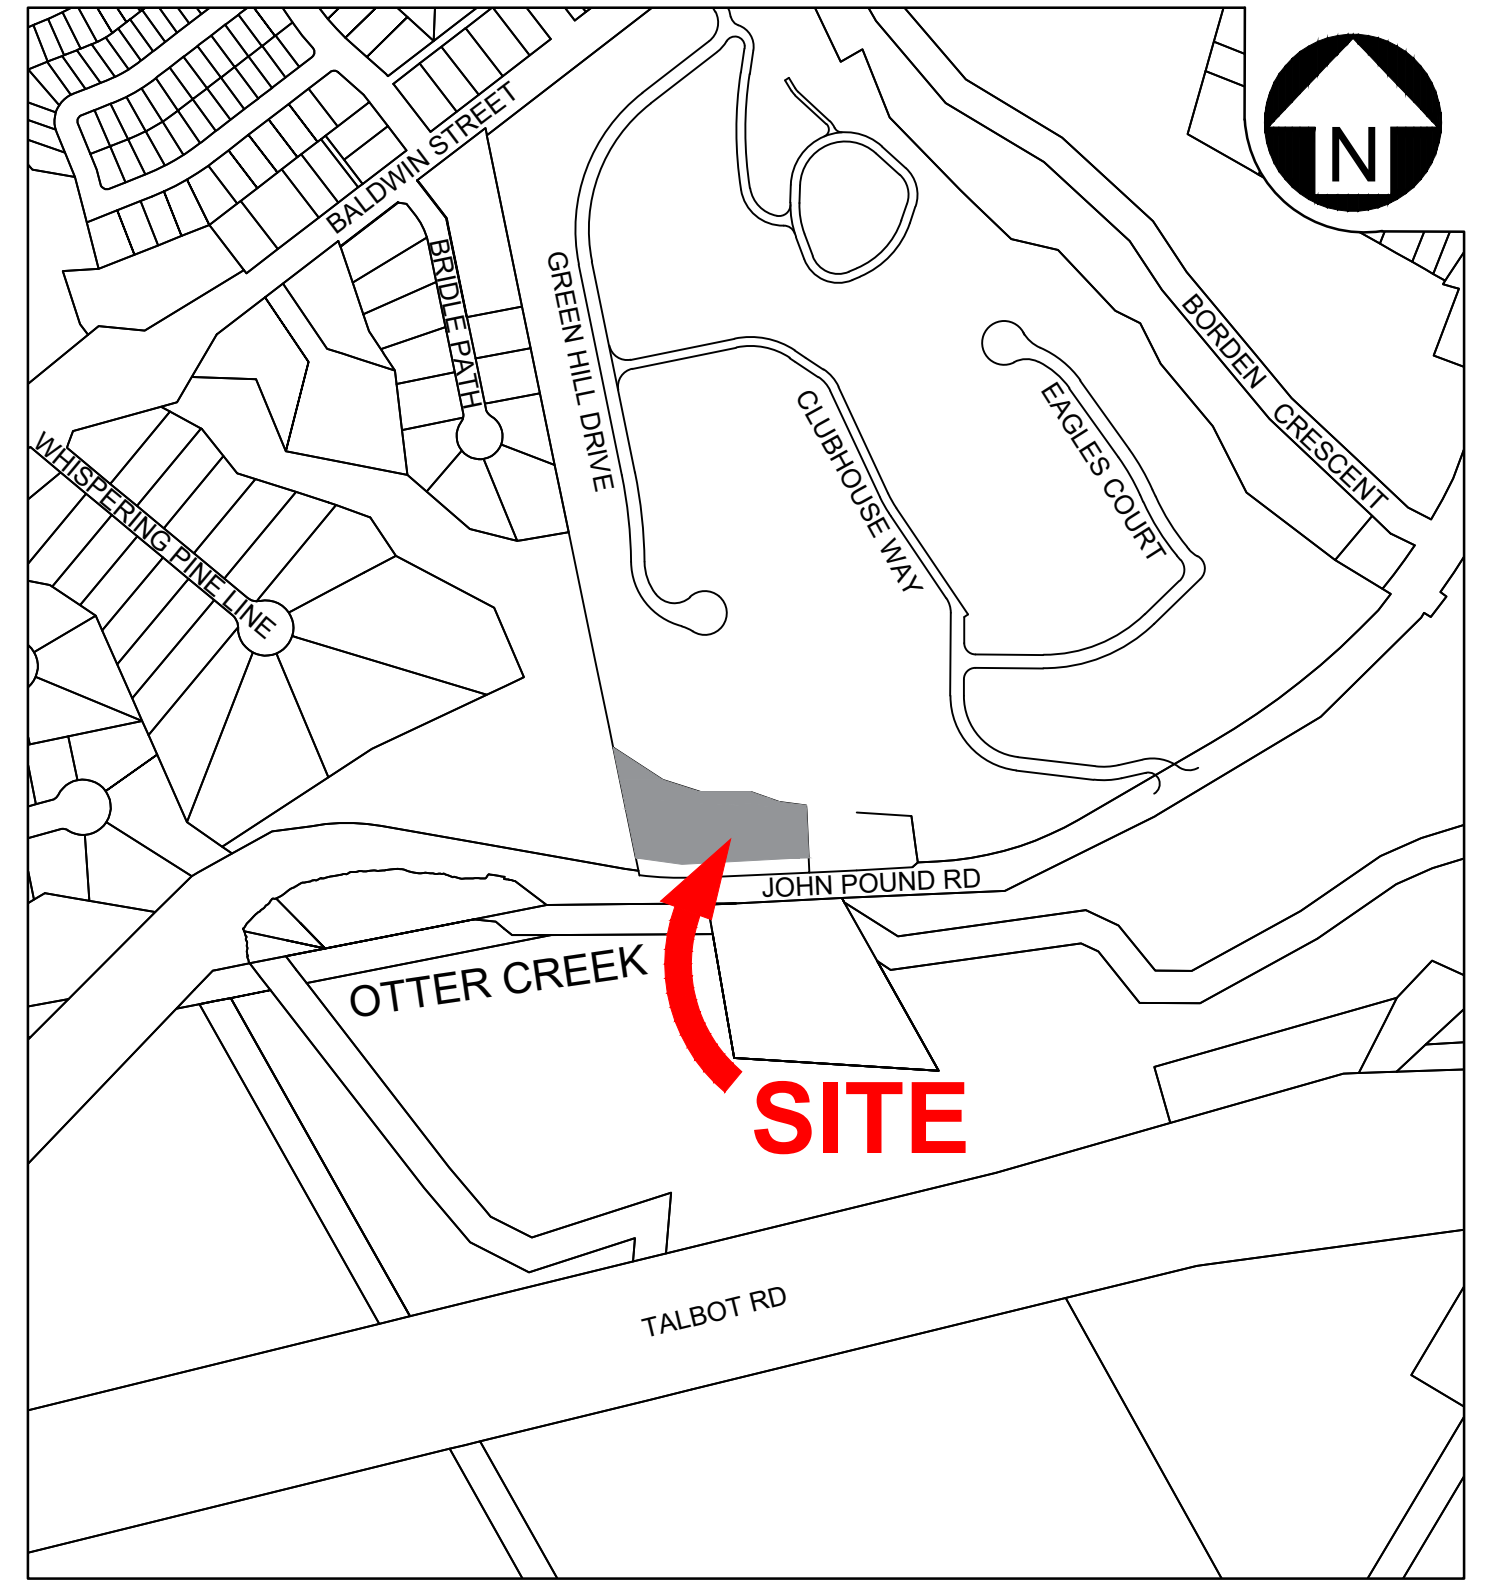 N
BALDWIN STREET
BRIDLE PATH
GREEN HILL DRIVE
BORDEN CRESCENT
EAGLES COURT
CLUBHOUSE WAY
WHISPERING PINE LINE
JOHN POUND RD
OTTER CREEK
SITE
TALBOT RD